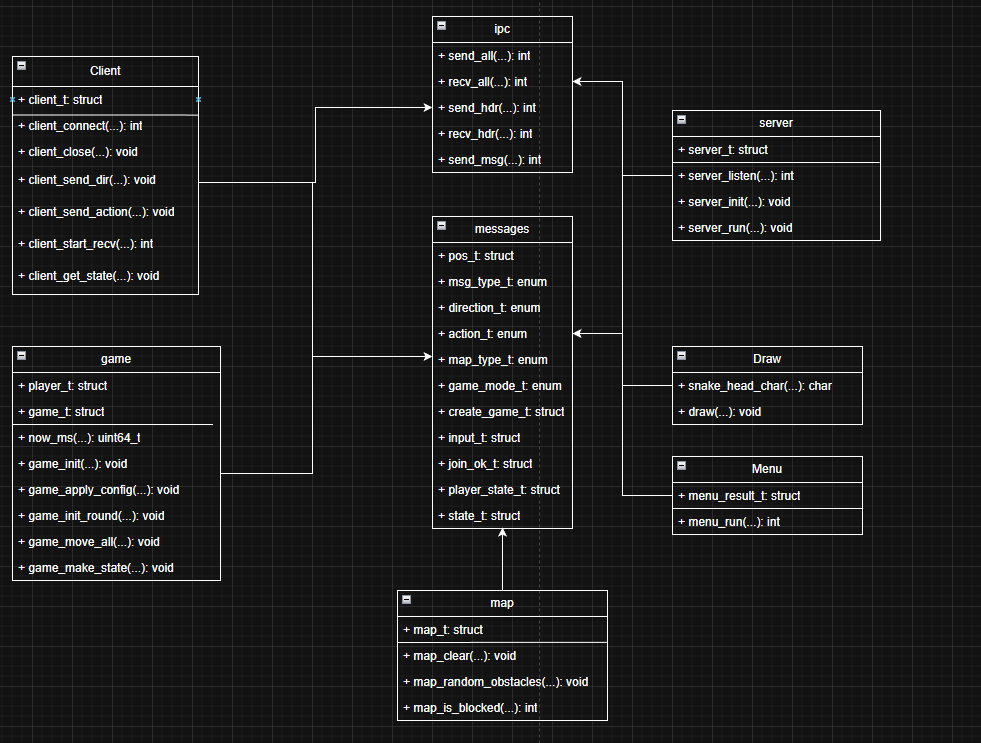 Client
+ client_t: struct
+ client_connect(...): int
+ client_close(...): void
+ client_send_dir(...): void
+ client_send_action(...): void
+ client_start_recv(...): int
+ client_get_state(...): void
game
+ player_t: struct
+ game_t: struct
+ now_ms(...): uint64_t
+ game_init(...): void
+ game_apply_config(...): void
+ game_init_round(...): void
+ game_move_all(...): void
+ game_make_state(...): void
ipc
+ send_all(...): int
+ recv_all(...): int
+ send_hdr(...): int
+ recv_hdr(...): int
+ send_msg(...): int
messages
+ pos_t: struct
+ msg_type_t: enum
+ direction_t: enum
+ action_t: enum
+ map_type_t: enum
+ game_mode_t: enum
+ create_game_t: struct
+ input_t: struct
+ join_ok_t: struct
+ player_state_t: struct
+ state_t: struct
map
+ map_t: struct
+ map_clear(...): void
+ map_random_obstacles(...): void
+ map_is_blocked(...): int
server
+ server_t: struct
+ server_listen(...): int
+ server_init(...): void
+ server_run(...): void
Draw
+ snake_head_char(...): char
+ draw(...): void
Menu
+ menu_result_t: struct
+ menu_run(...): int